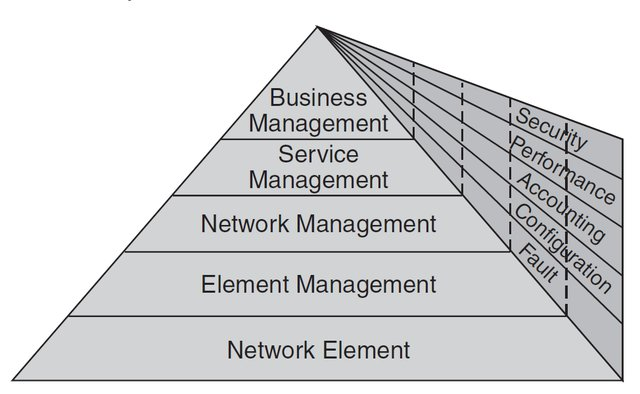 Business
Management
Service
Management
Network Management
Element Management
Network Element
Security
Performance
Accounting
Configuration
Fault